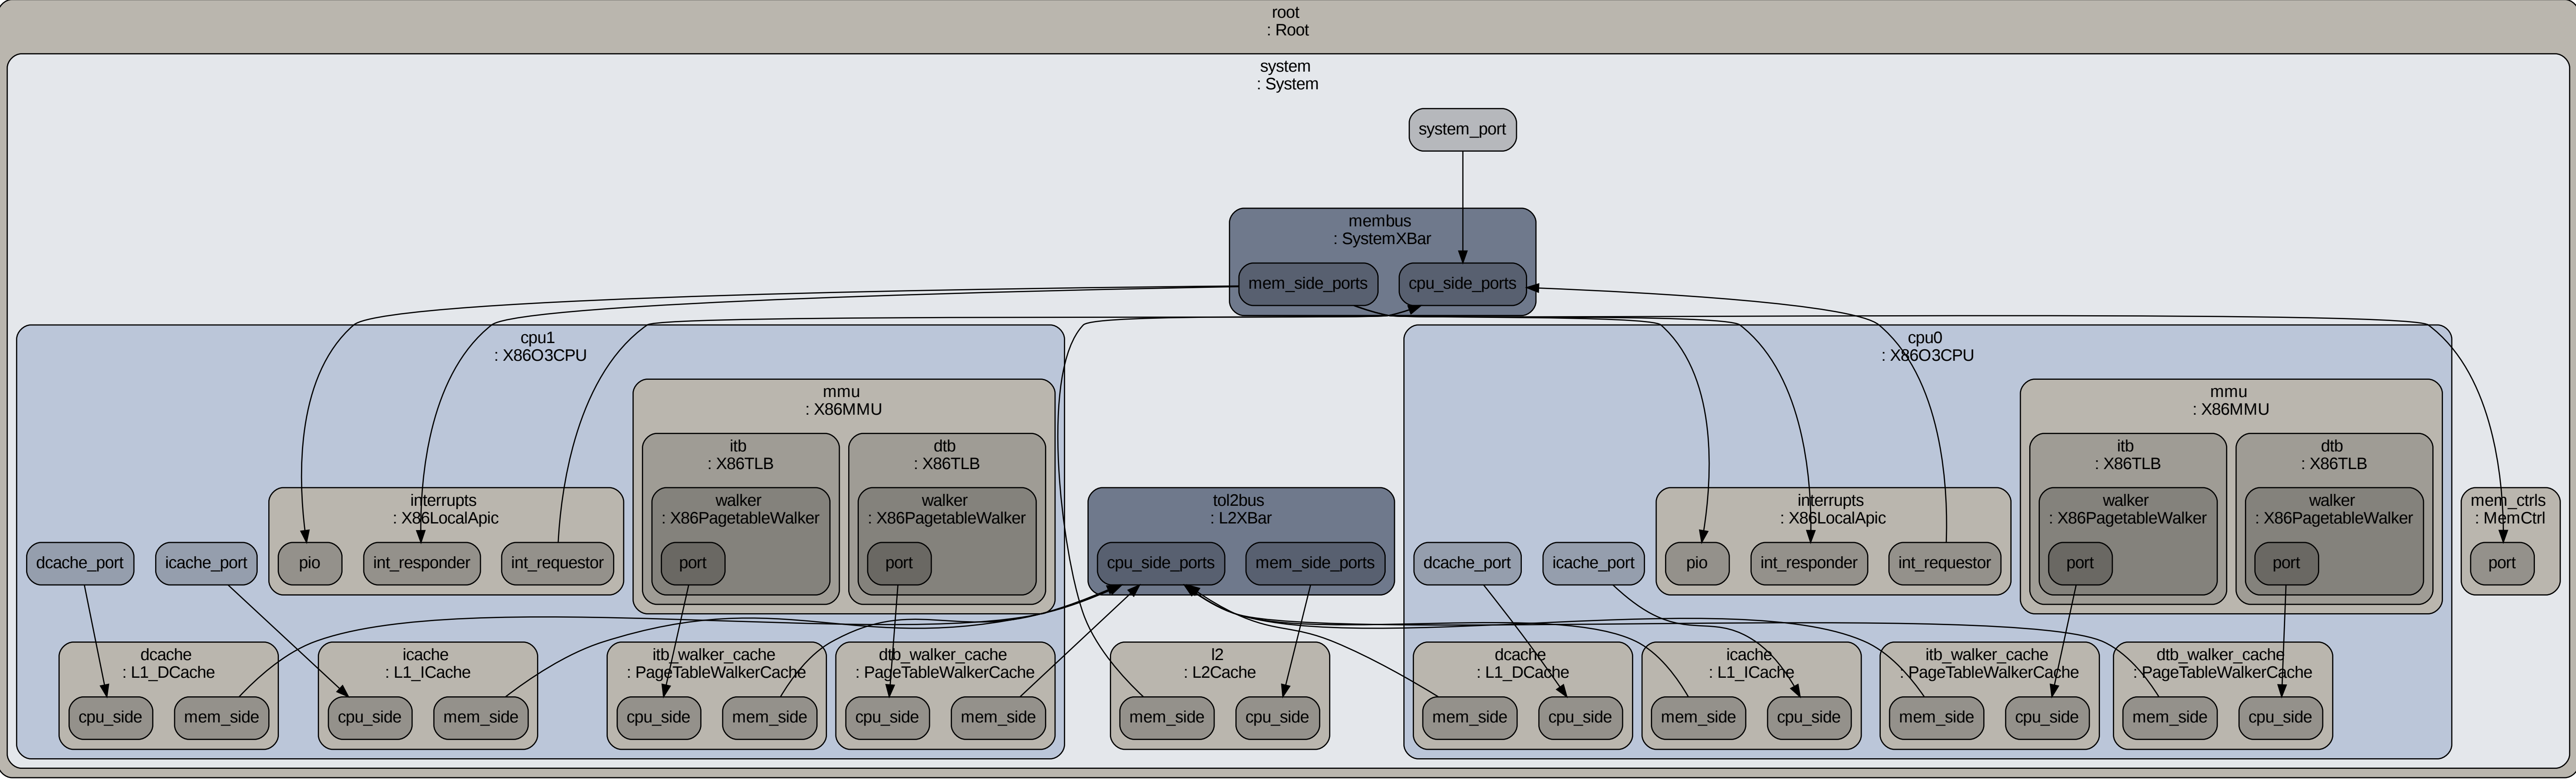 root
: Root
system
: System
system_port
membus
: SystemXBar
mem_side_ports
cpu_side_ports
cpu1
: X86O3CPU
mmu
: X86MMU
itb
: X86TLB
dtb
: X86TLB
interrupts
: X86LocalApic
walker
: X86PagetableWalker
walker
: X86PagetableWalker
dcache_port
icache_port
pio
int_responder
int_requestor
port
port
dcache
: L1_DCache
icache
: L1_ICache
itb_walker_cache
: PageTableWalkerCache
dtb_walker_cache
: PageTableWalkerCache
cpu_side
mem_side
cpu_side
mem_side
cpu_side
mem_side
cpu_side
mem_side
tol2bus
: L2XBar
cpu_side_ports
mem_side_ports
l2
: L2Cache
mem_side
cpu_side
cpu0
: X86O3CPU
mmu
: X86MMU
itb
: X86TLB
dtb
: X86TLB
interrupts
: X86LocalApic
walker
: X86PagetableWalker
walker
: X86PagetableWalker
dcache_port
icache_port
pio
int_responder
int_requestor
port
port
dcache
: L1_DCache
icache
: L1_ICache
itb_walker_cache
: PageTableWalkerCache
dtb_walker_cache
: PageTableWalkerCache
mem_side
cpu_side
mem_side
cpu_side
mem_side
cpu_side
mem_side
cpu_side
mem_ctrls
: MemCtrl
port